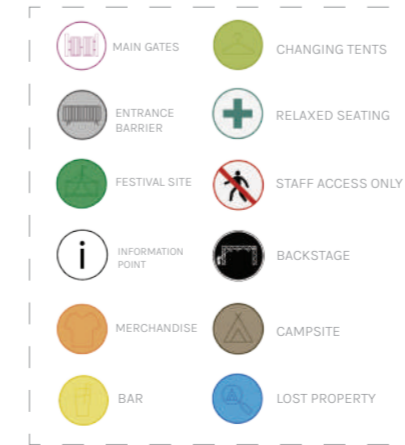 MAIN GATES
CHANGING TENTS
ENTRANCE
BARRIER
RELAXED SEATING
FESTIVAL SITE
STAFF ACCESS ONLY
i
INFORMATION
POINT
BACKSTAGE
MERCHANDISE
CAMPSITE
BAR
LOST PROPERTY